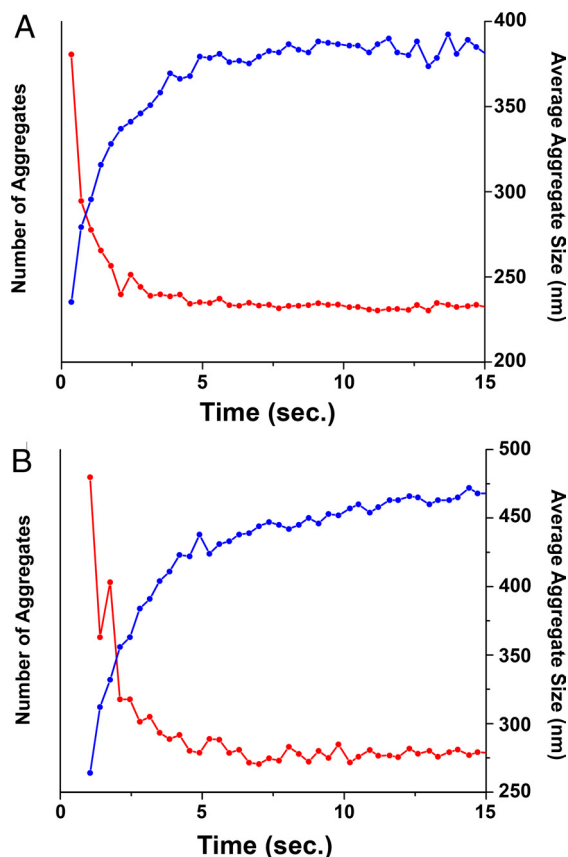 A
Number of Aggregates
400
350
300
250
200
Average Aggregate Size (nm)
0
5
10
15
Time (sec.)
B
Number of Aggregates
500
450
400
350
300
250
Average Aggregate Size (nm)
0
5
10
15
Time (sec.)